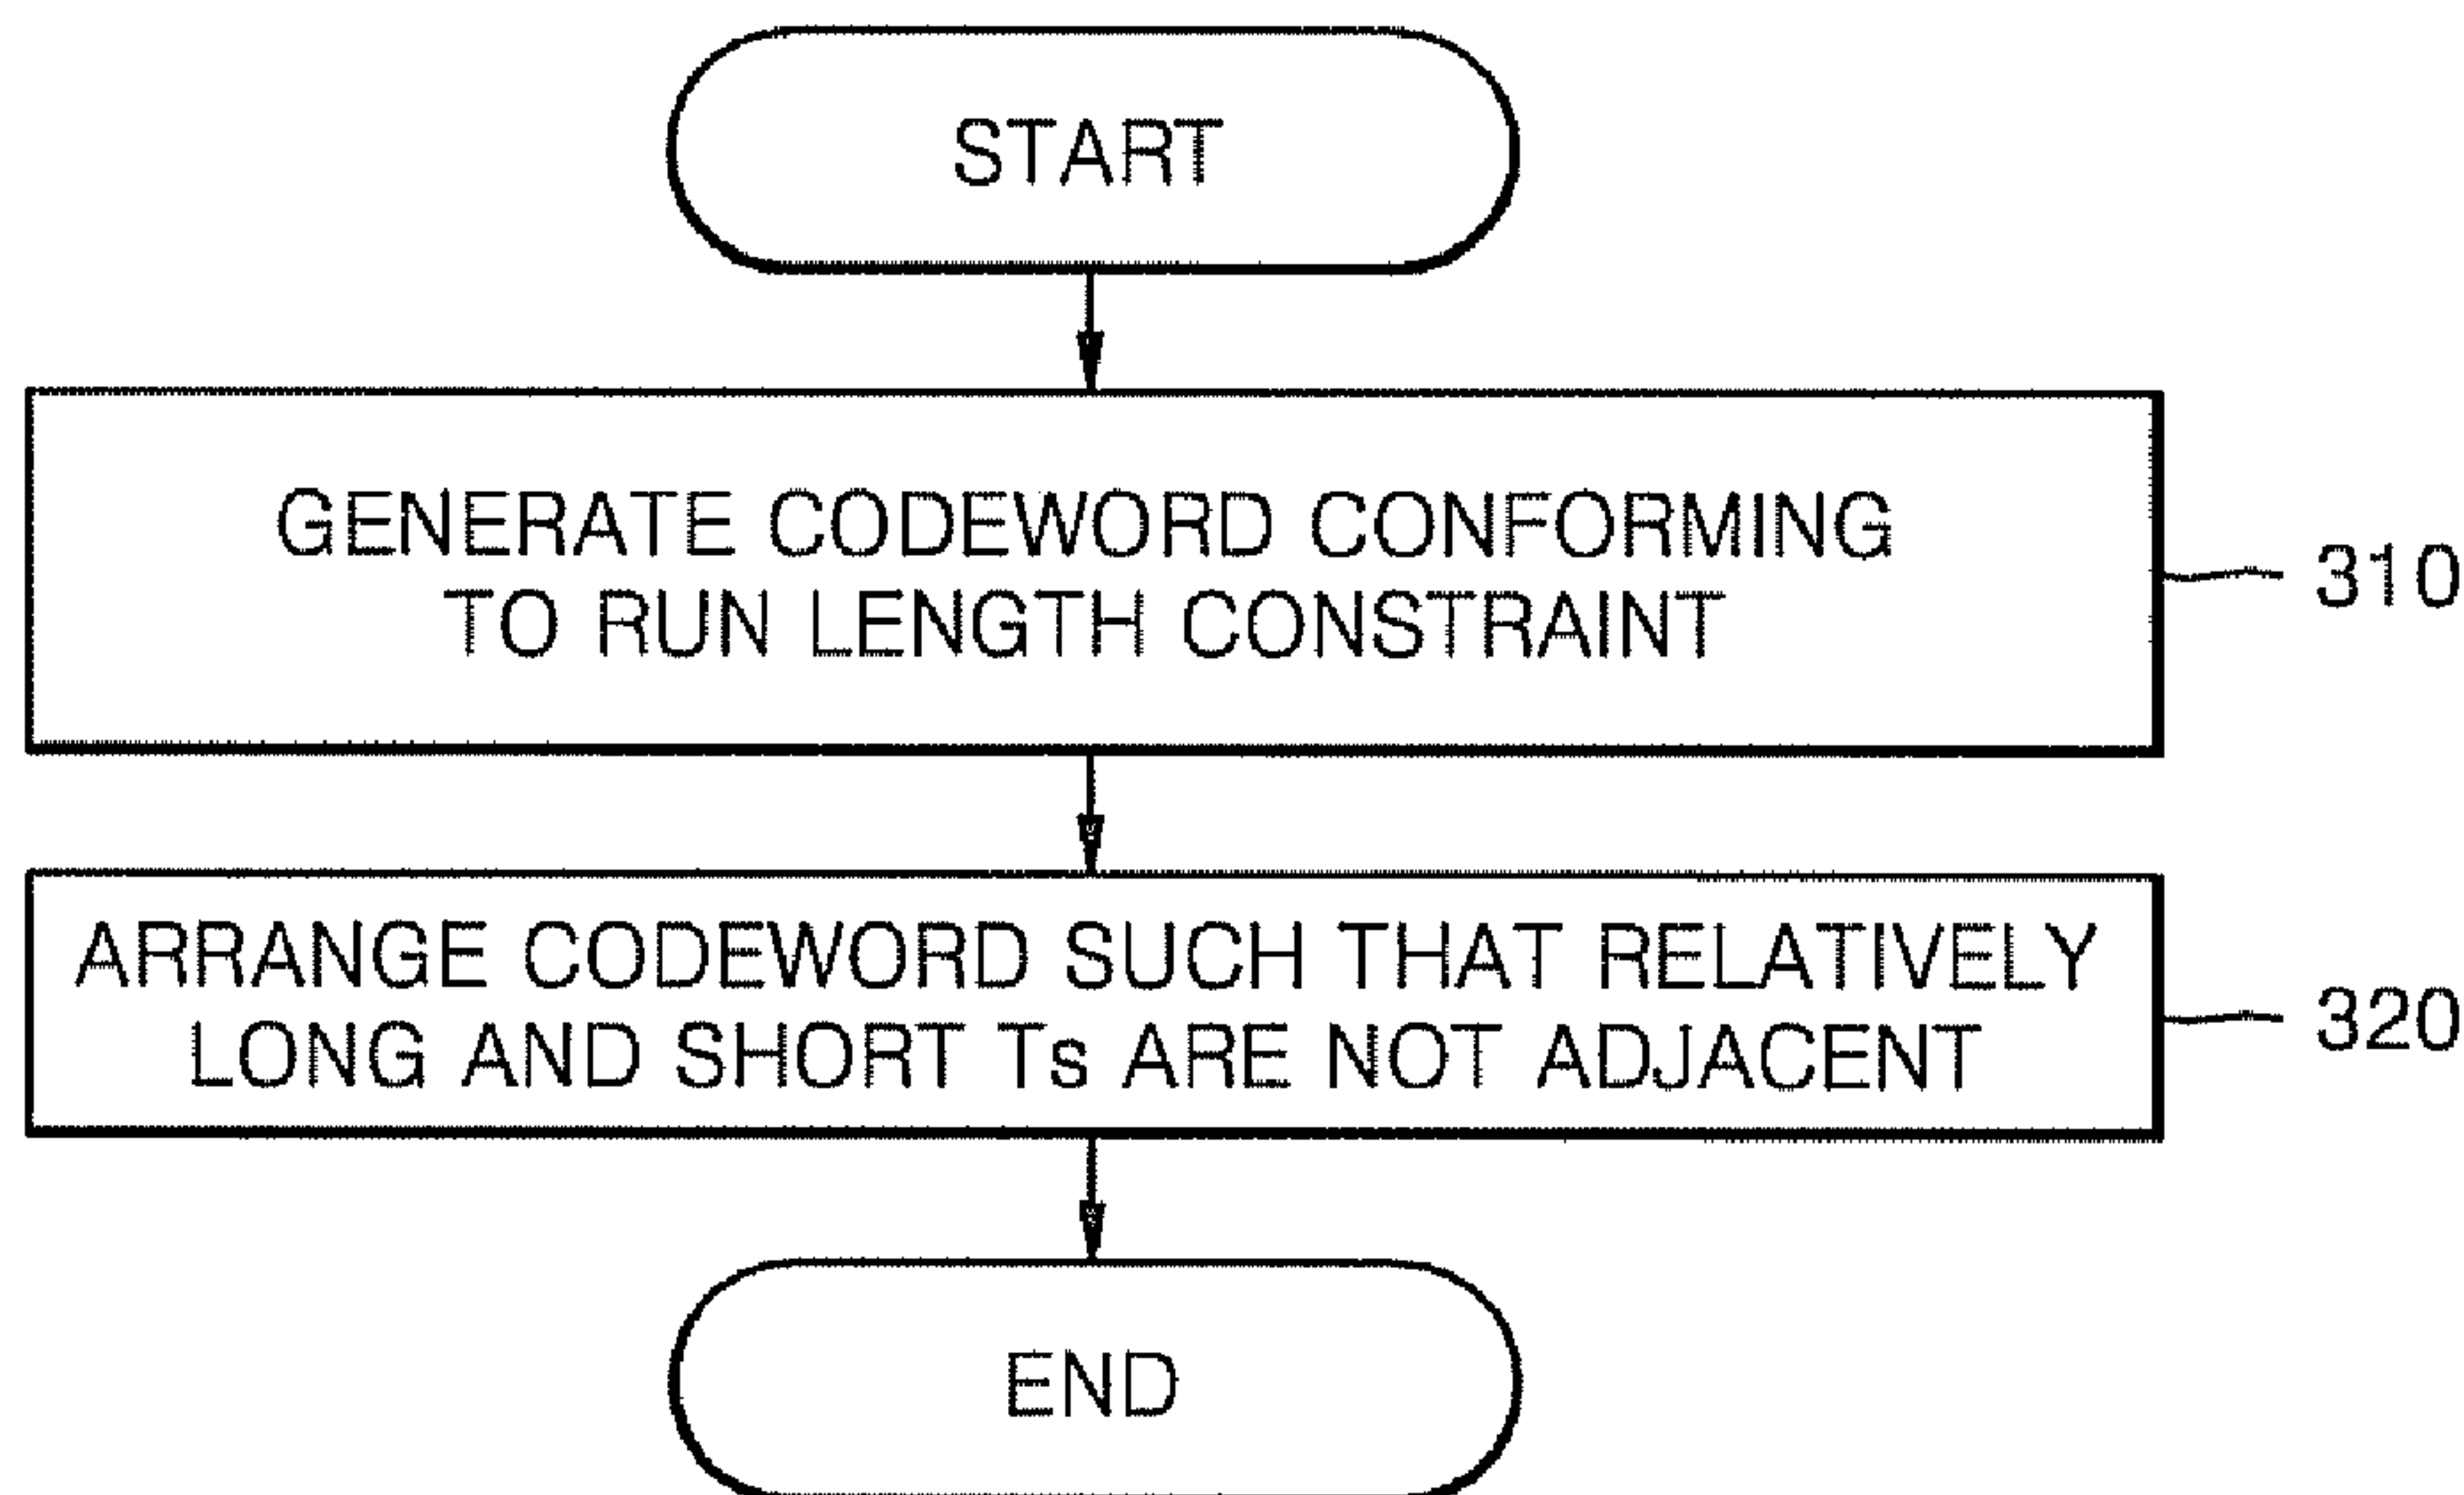 START
GENERATE CODEWORD CONFORMING
TO RUN LENGTH CONSTRAINT
310
ARRANGE CODEWORD SUCH THAT RELATIVELY
LONG AND SHORT Ts ARE NOT ADJACENT
320
END